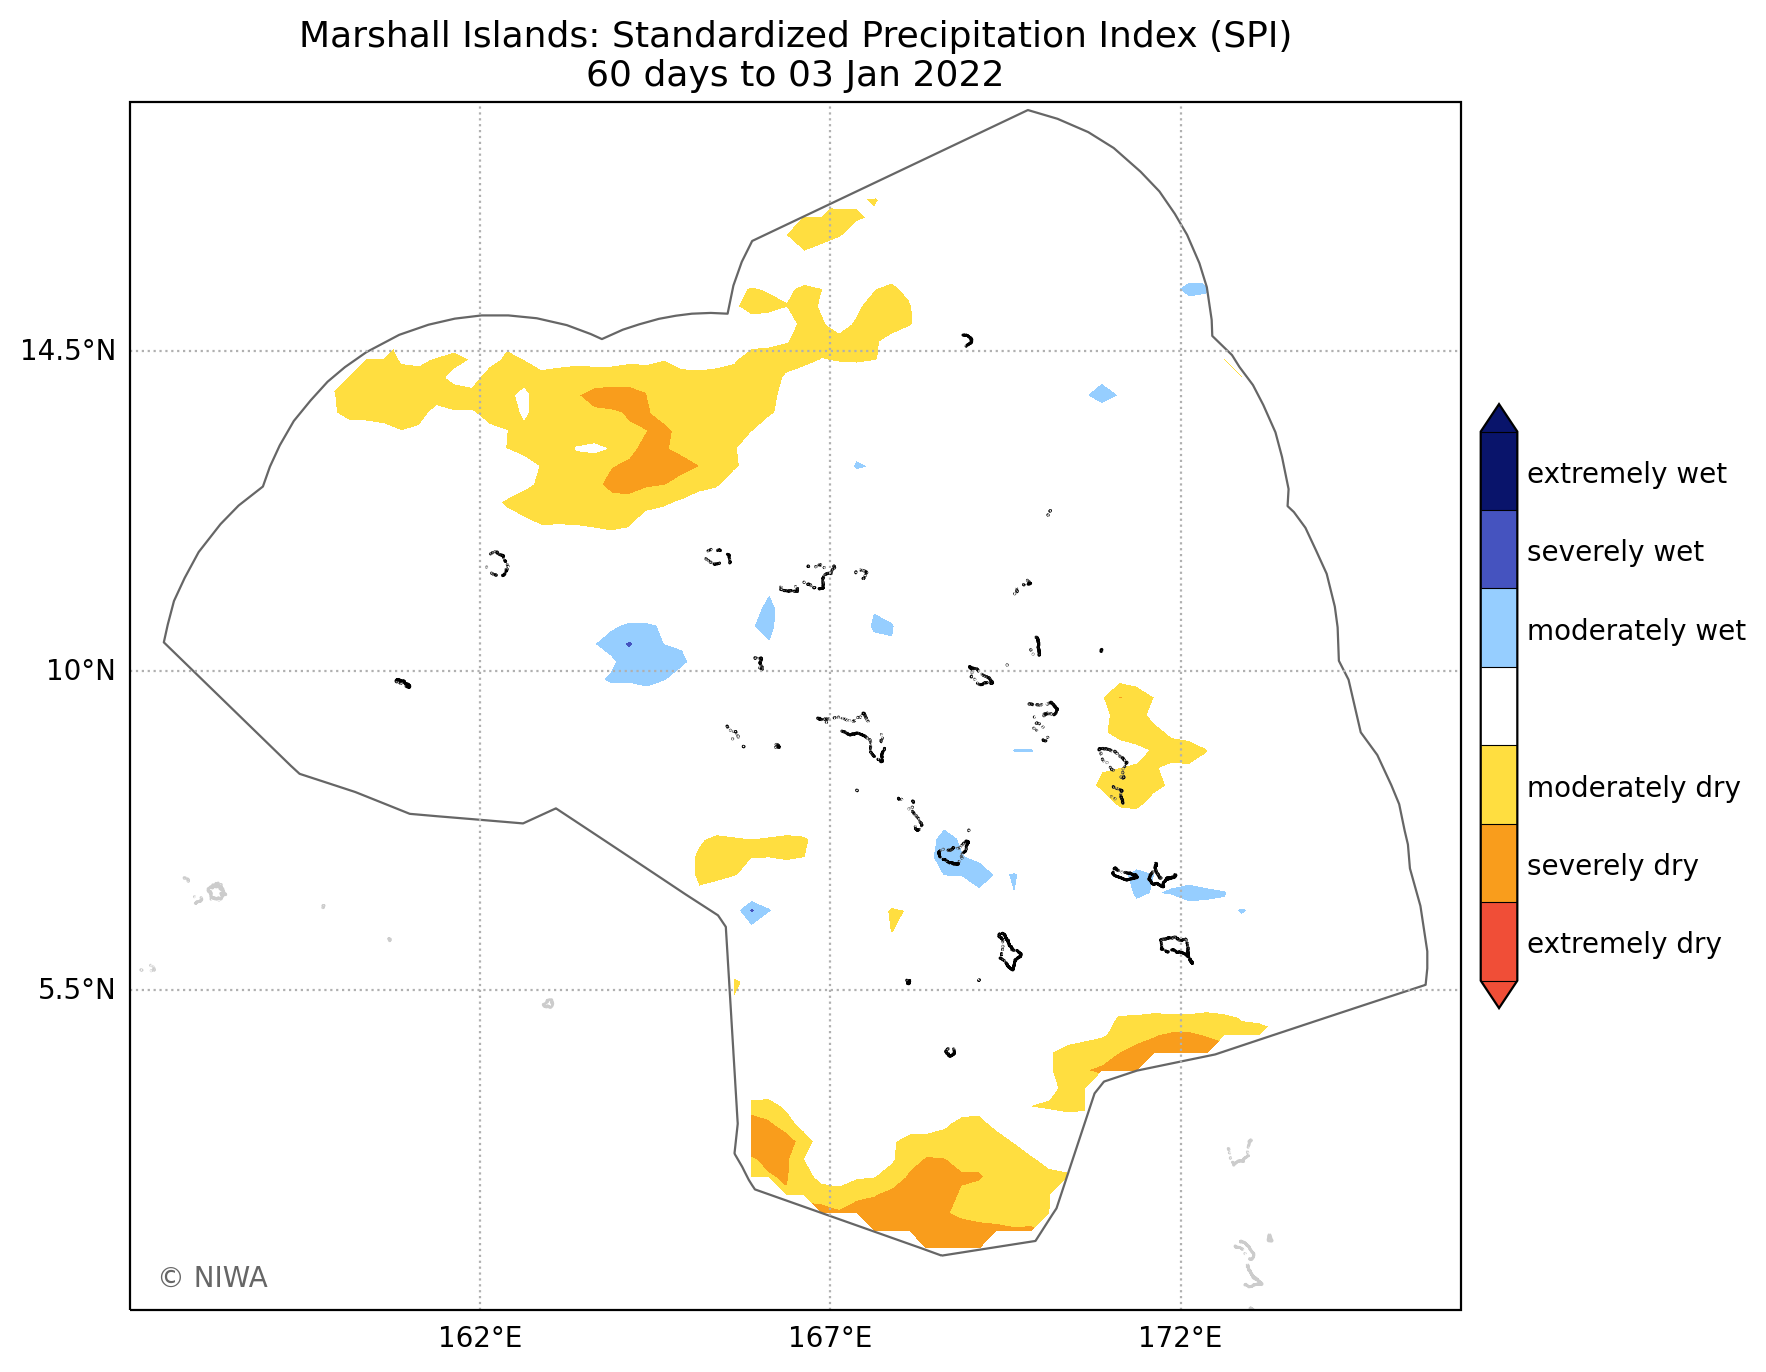 Marshall Islands: Standardized Precipitation Index (SPI)
60 days to 03 Jan 2022
14.5°N
10°N
5.5°N
162°E
167°E
172°E
extremely wet
severely wet
moderately wet
moderately dry
severely dry
extremely dry
© NIWA